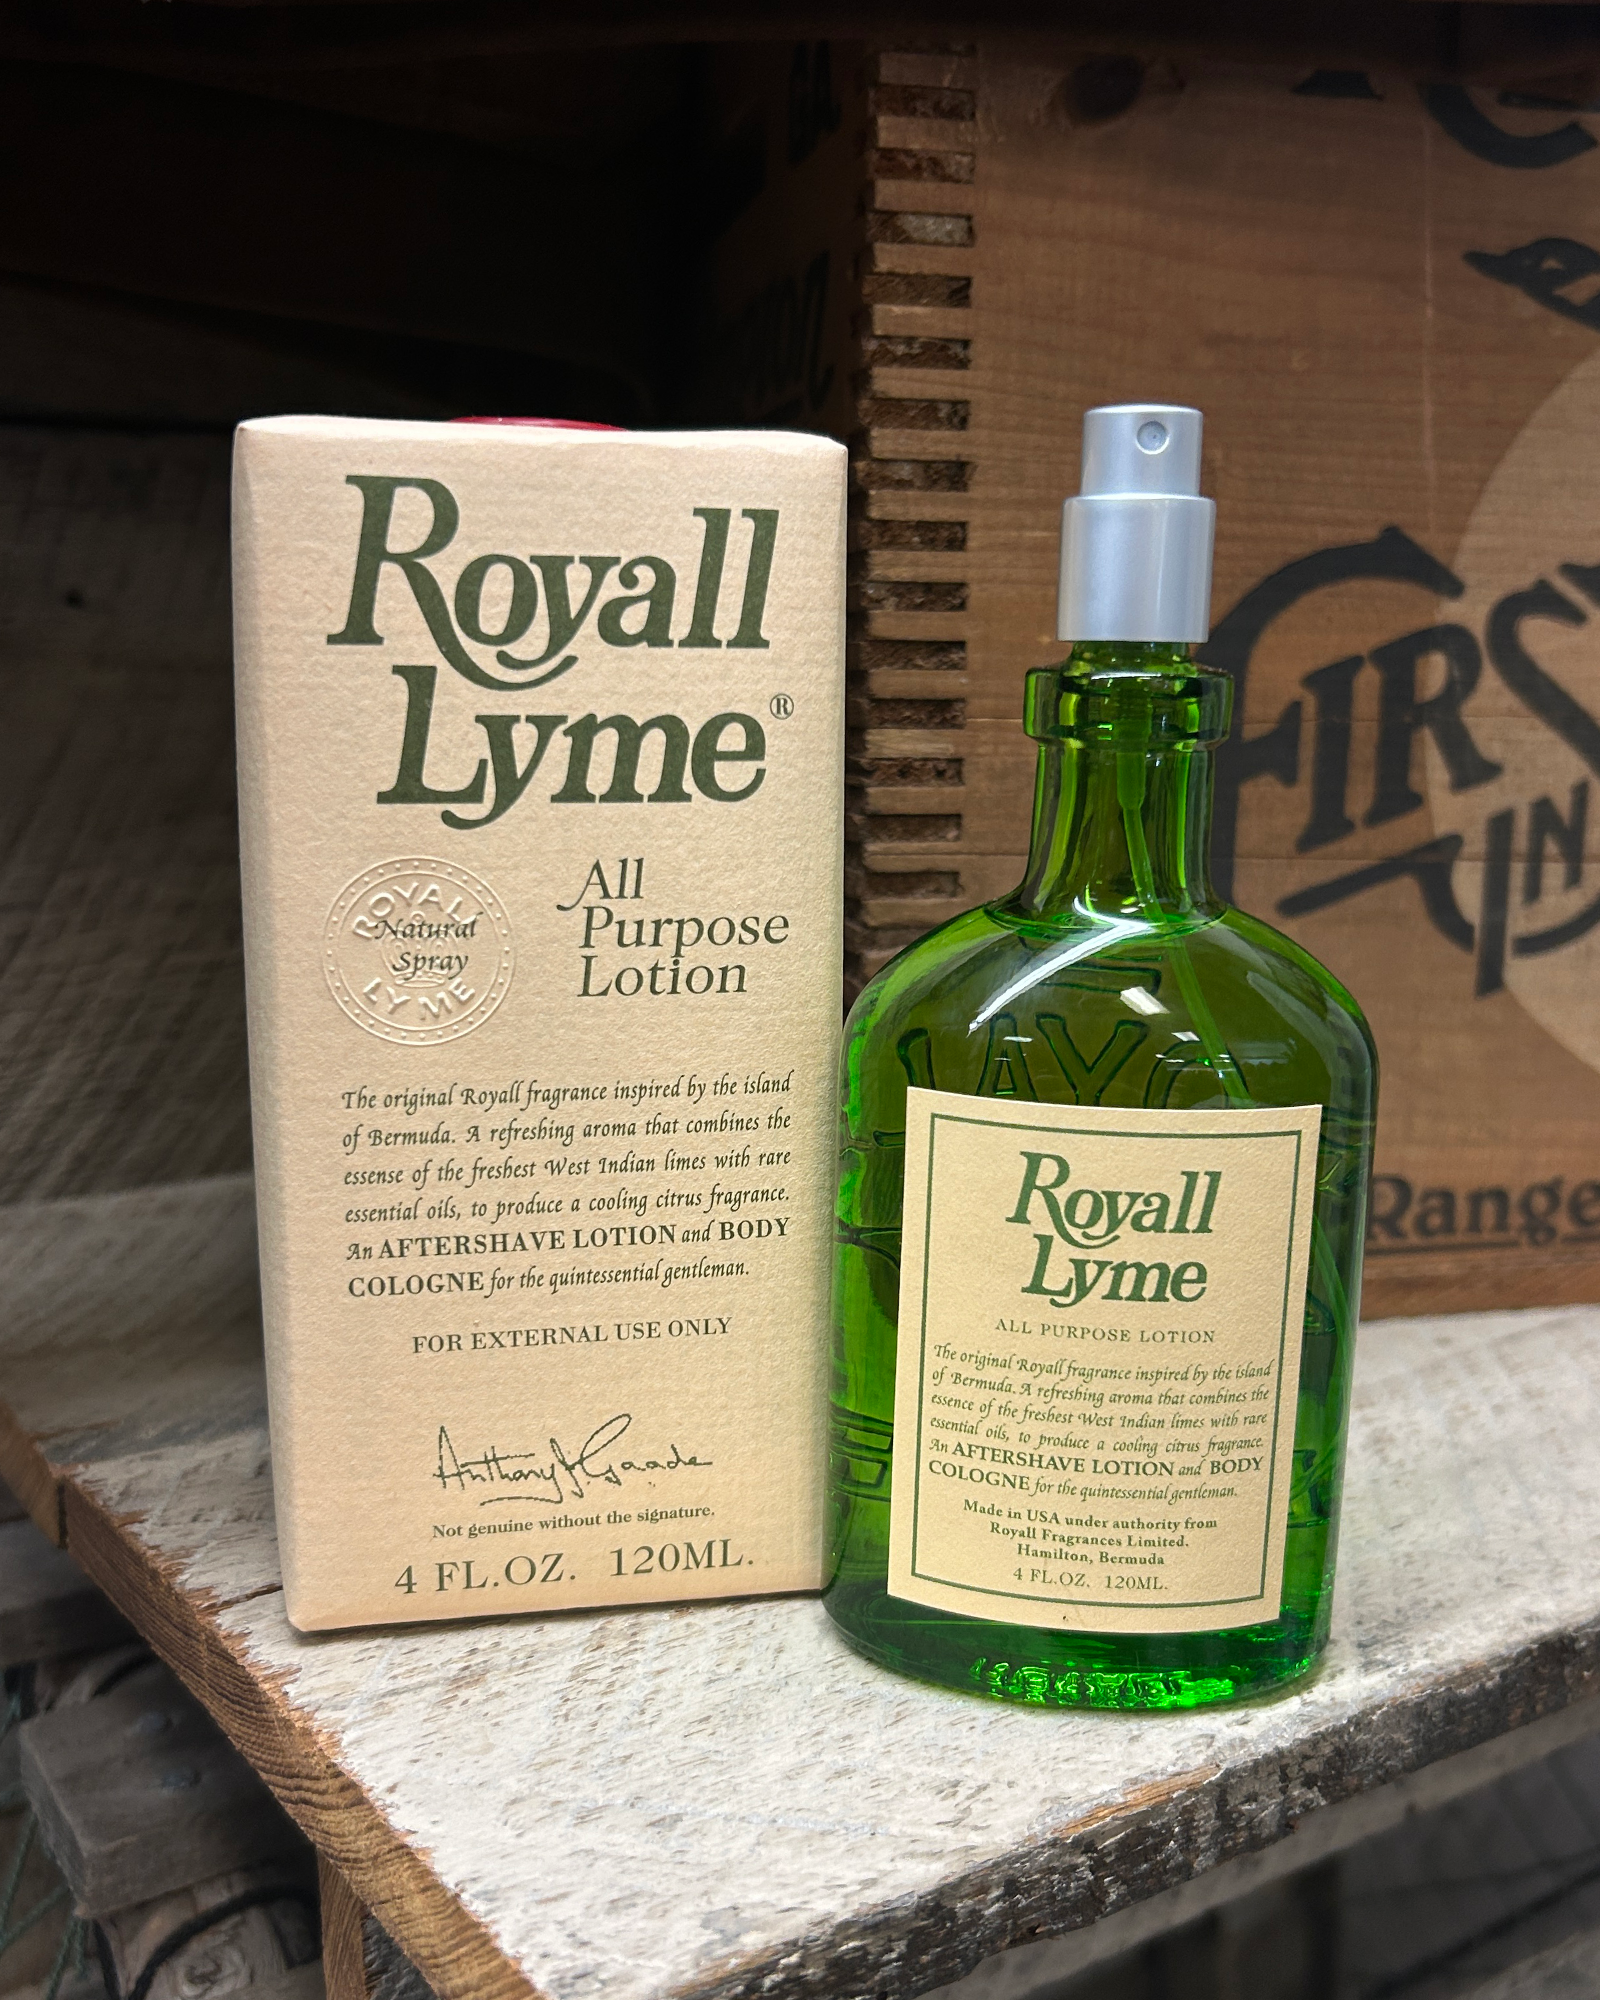 Royall
Lyme®
ROYALL
Natural
Spray
LYME
All
Purpose
Lotion
The original Royall fragrance inspired by the island
of Bermuda. A refreshing aroma that combines the
essense of the freshest West Indian limes with rare
essential oils, to produce a cooling citrus fragrance.
An AFTERSHAVE LOTION and BODY
COLOGNE for the quintessential gentleman.
FOR EXTERNAL USE ONLY
Anthony J. Gaade
Not genuine without the signature.
4 FL.OZ. 120ML.
Royall
Lyme
ALL PURPOSE LOTION
The original Royall fragrance inspired by the island
of Bermuda. A refreshing aroma that combines the
essence of the freshest West Indian limes with rare
essential oils, to produce a cooling citrus fragrance.
An AFTERSHAVE LOTION and BODY
COLOGNE for the quintessential gentleman.
Made in USA under authority from
Royall Fragrances Limited.
Hamilton, Bermuda
4 FL.OZ. 120ML.
FIRST
IN
Range